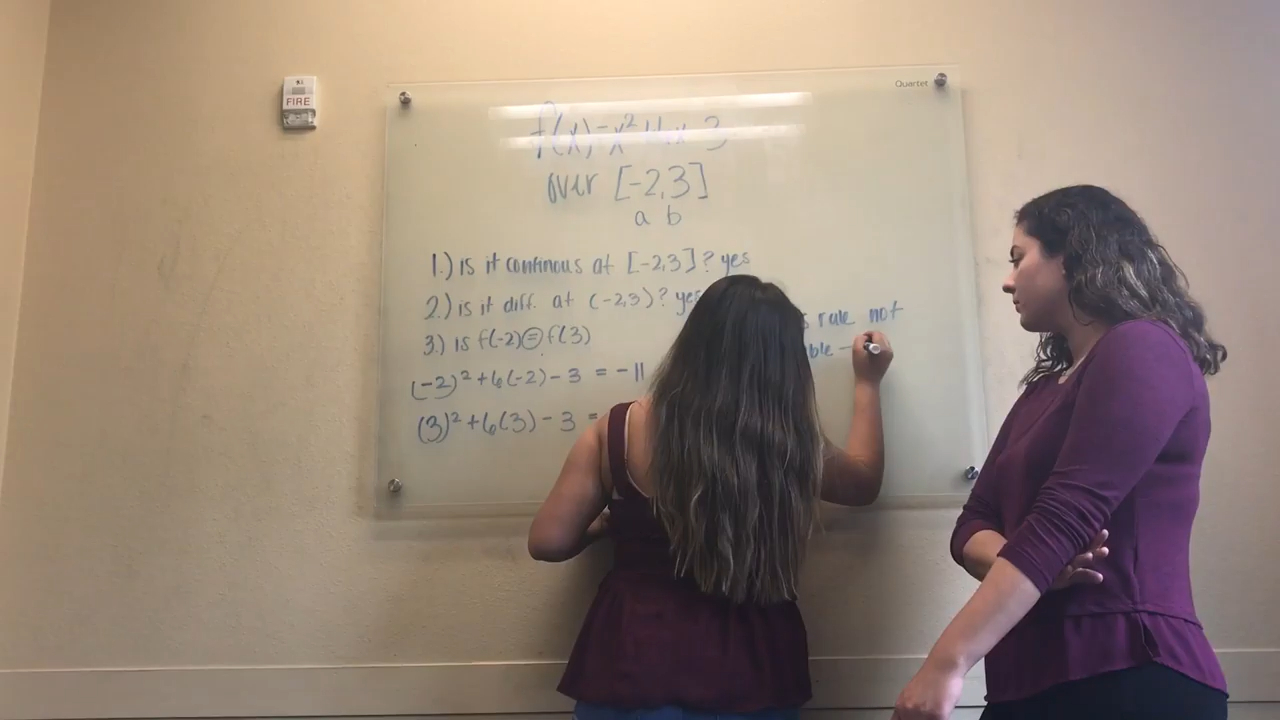 Quartet
FIRE
f(x)=x²+6x-3
over [-2,3]
a b
1.) is it continous at [-2,3]? yes
2.) is it diff. at (-2,3)? yes
3.) is f(-2)=f(3)
(-2)²+6(-2)-3 = -11
(3)²+6(3)-3 =
rule not